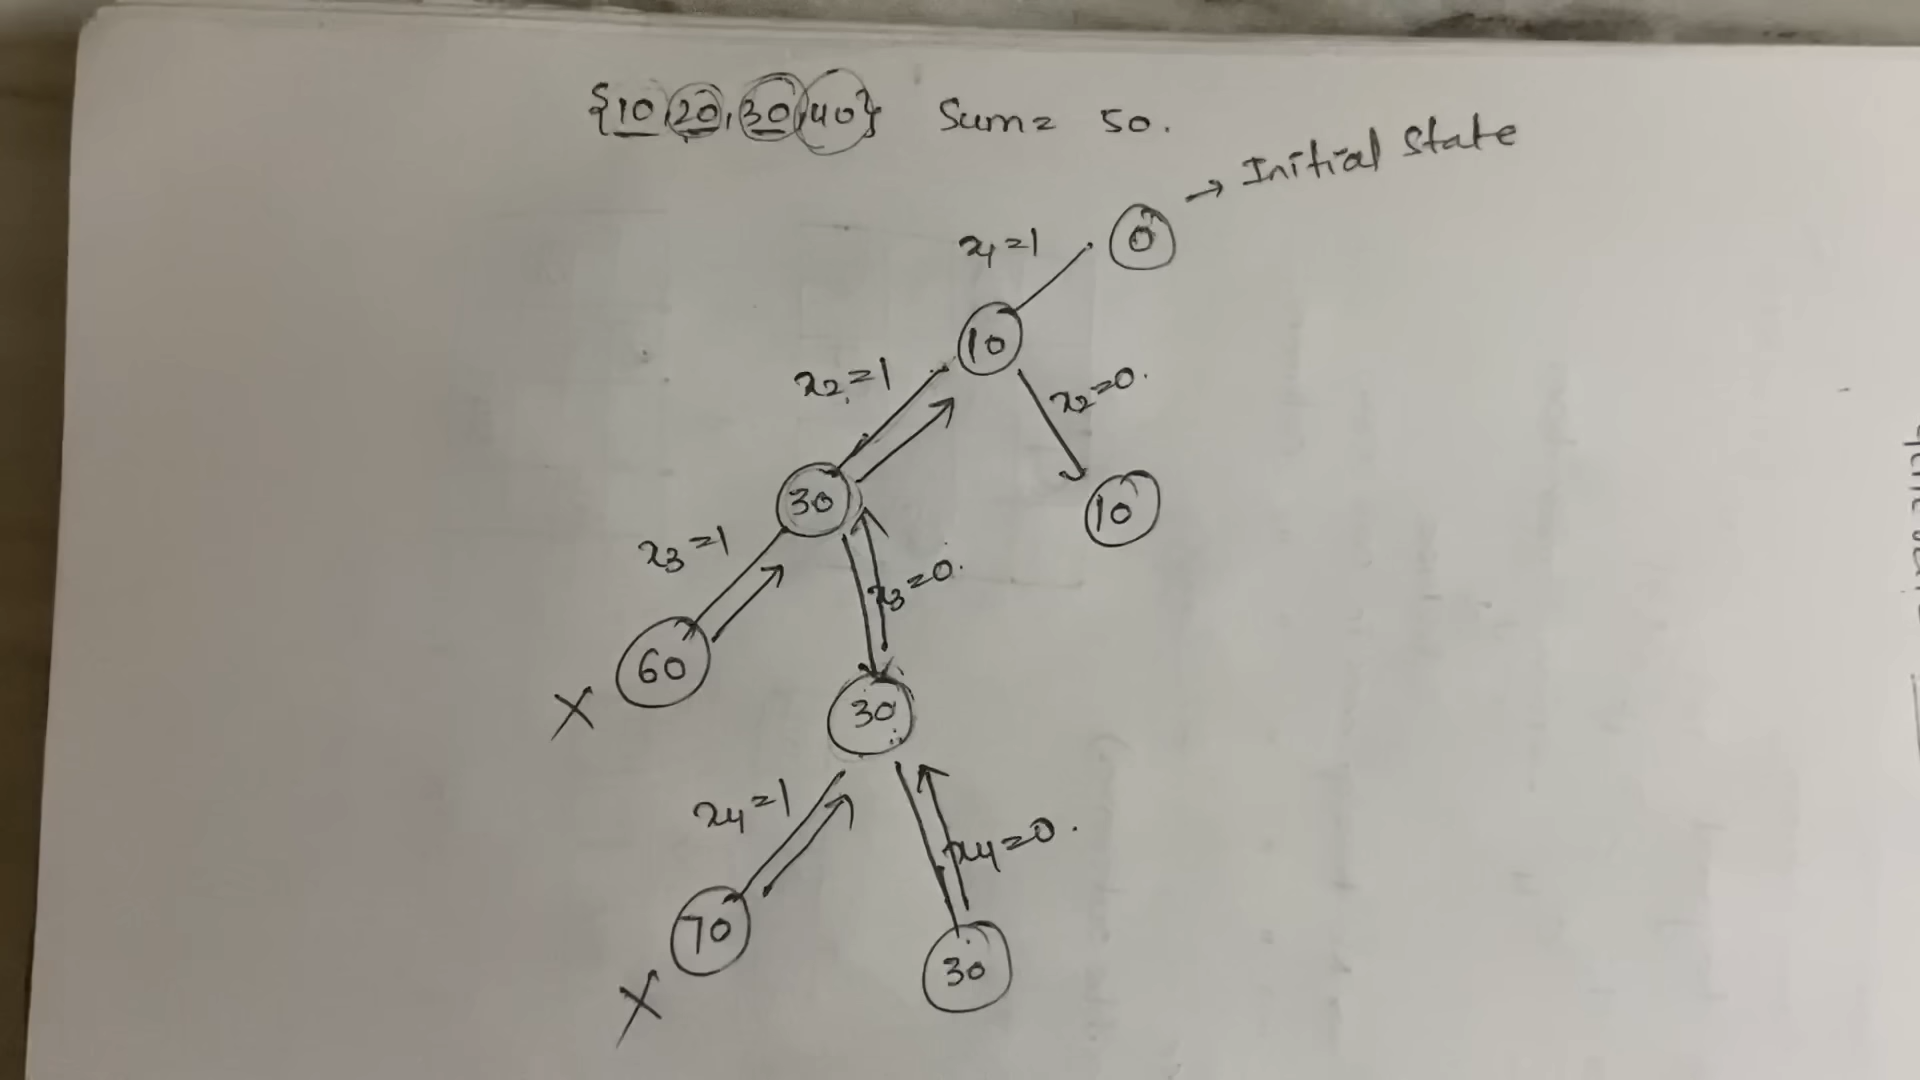 {10, 20, 30, 40} Sum = 50.
→ Initial State
0
x1=1
10
x2=1
x2=0.
30
10
x3=1
x3=0.
60
X
30
x4=1
x4=0.
70
X
30